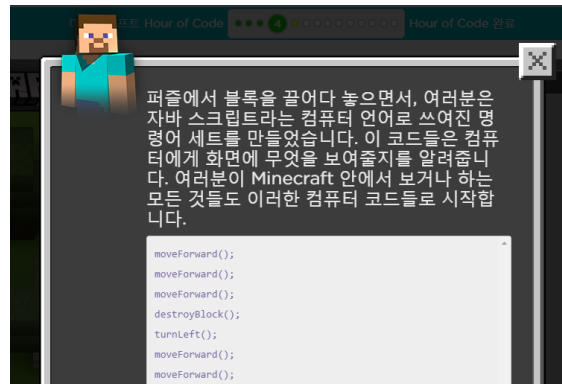 프트 Hour of Code 4 Hour of Code 완료
퍼즐에서 블록을 끌어다 놓으면서, 여러분은
자바 스크립트라는 컴퓨터 언어로 쓰여진 명
령어 세트를 만들었습니다. 이 코드들은 컴퓨
터에게 화면에 무엇을 보여줄지를 알려줍니
다. 여러분이 Minecraft 안에서 보거나 하는
모든 것들도 이러한 컴퓨터 코드들로 시작합
니다.
moveForward();
moveForward();
moveForward();
destroyBlock();
turnLeft();
moveForward();
moveForward();